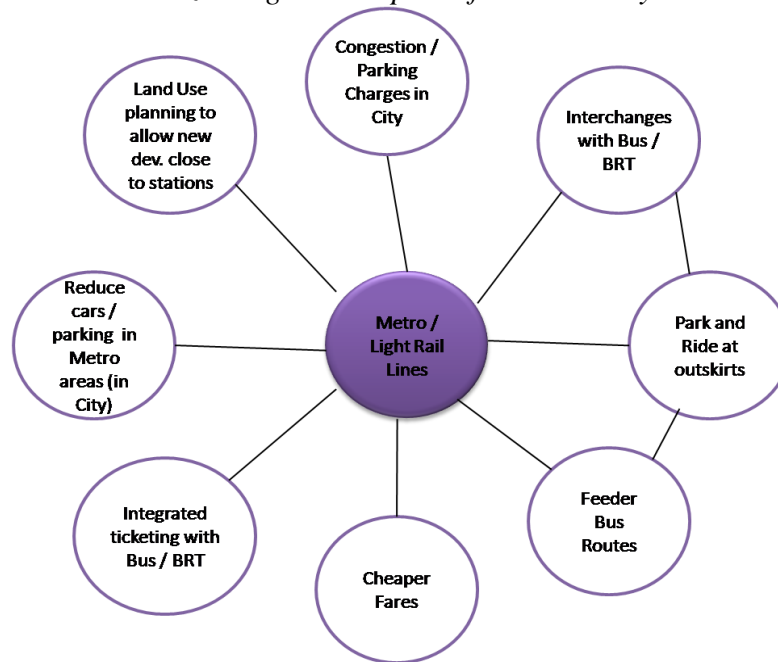 Congestion /
Parking
Charges in
City
Land Use
planning to
allow new
dev. close
to stations
Interchanges
with Bus /
BRT
Reduce
cars /
parking in
Metro
areas (in
City)
Metro /
Light Rail
Lines
Park and
Ride at
outskirts
Integrated
ticketing with
Bus / BRT
Cheaper
Fares
Feeder
Bus
Routes